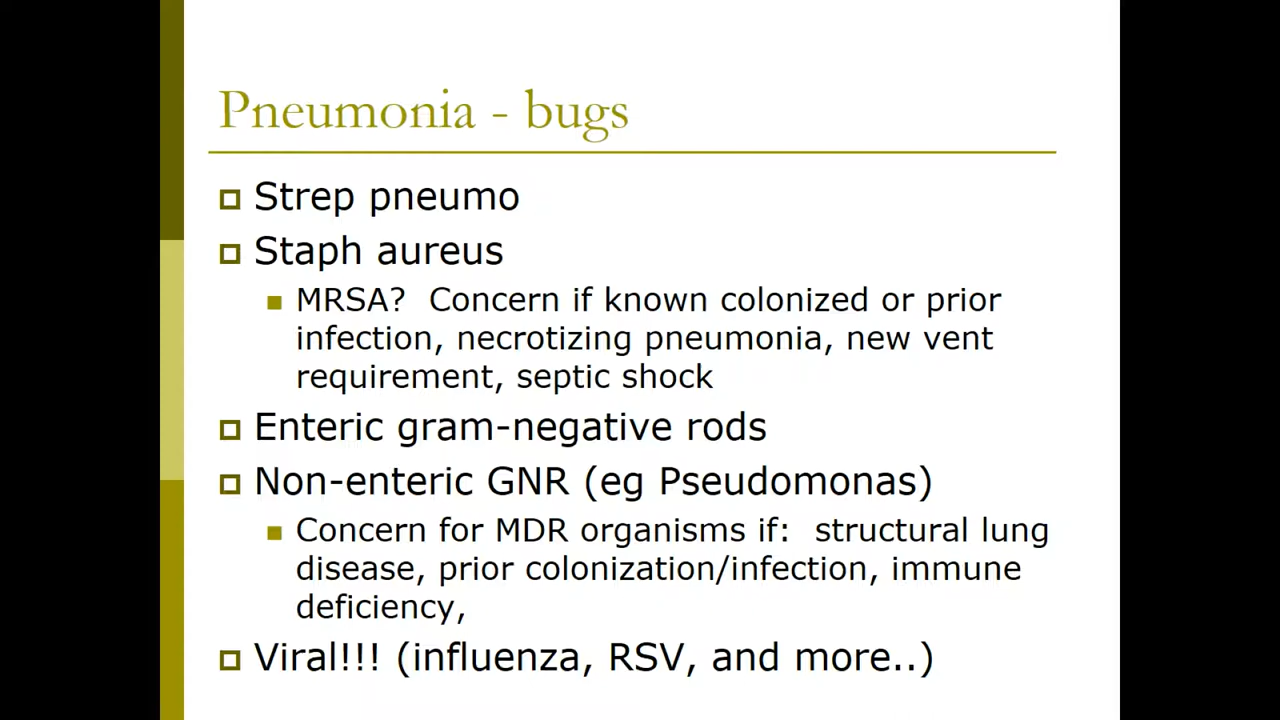 Pneumonia - bugs
Strep pneumo
Staph aureus
MRSA?  Concern if known colonized or prior
infection, necrotizing pneumonia, new vent
requirement, septic shock
Enteric gram-negative rods
Non-enteric GNR (eg Pseudomonas)
Concern for MDR organisms if:  structural lung
disease, prior colonization/infection, immune
deficiency,
Viral!!! (influenza, RSV, and more..)